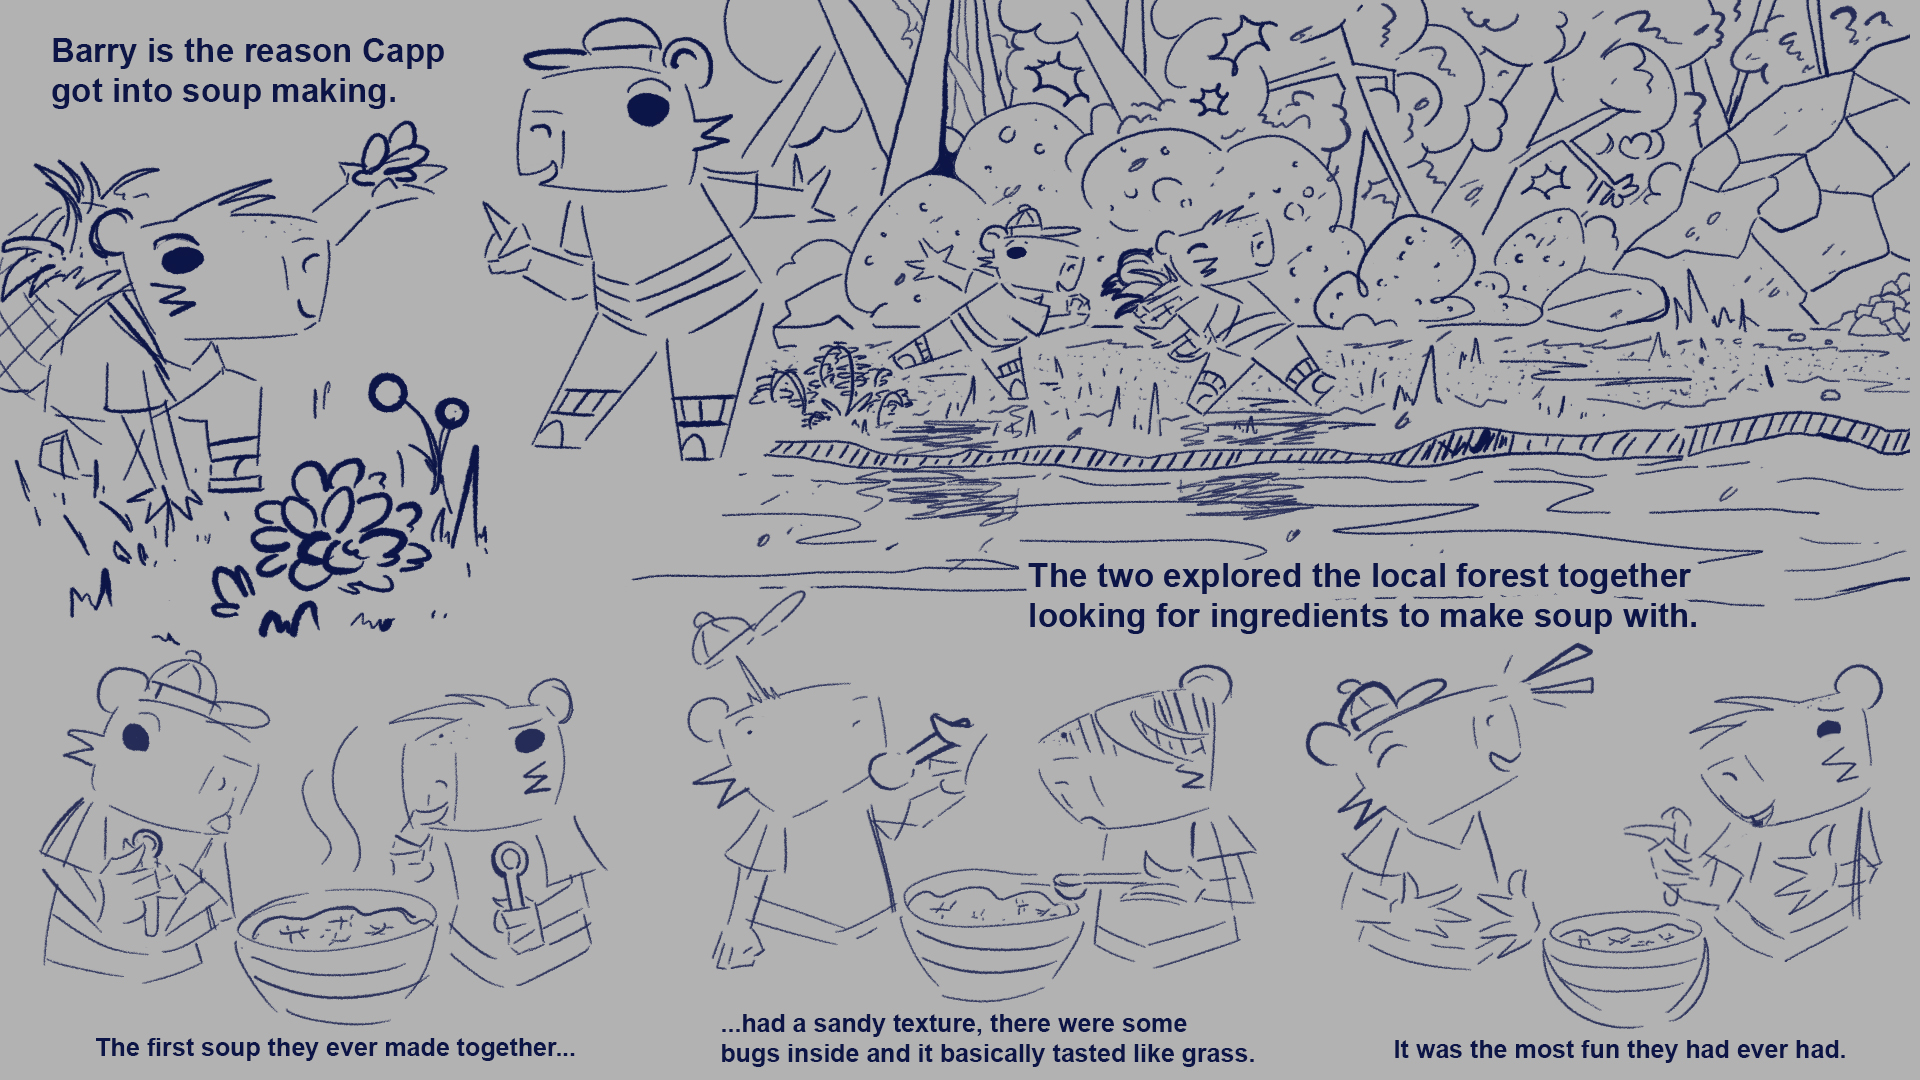 Barry is the reason Capp
got into soup making.
The two explored the local forest together
looking for ingredients to make soup with.
The first soup they ever made together...
...had a sandy texture, there were some
bugs inside and it basically tasted like grass.
It was the most fun they had ever had.